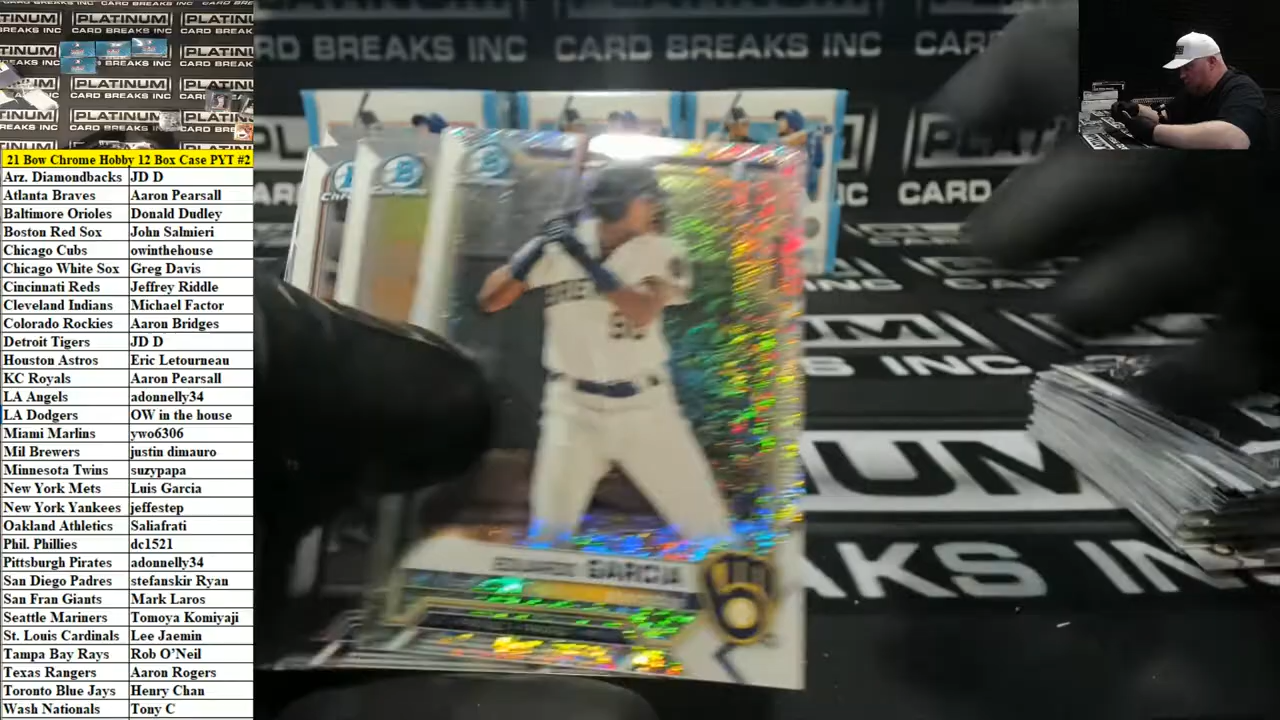 PLATINUM
CARD BREAKS INC
21 Bow Chrome Hobby 12 Box Case PYT #2
Arz. Diamondbacks JD D
Atlanta Braves Aaron Pearsall
Baltimore Orioles Donald Dudley
Boston Red Sox John Salmieri
Chicago Cubs owinthehouse
Chicago White Sox Greg Davis
Cincinnati Reds Jeffrey Riddle
Cleveland Indians Michael Factor
Colorado Rockies Aaron Bridges
Detroit Tigers JD D
Houston Astros Eric Letourneau
KC Royals Aaron Pearsall
LA Angels adonnelly34
LA Dodgers OW in the house
Miami Marlins ywo6306
Mil Brewers justin dimauro
Minnesota Twins suzypapa
New York Mets Luis Garcia
New York Yankees jeffestep
Oakland Athletics Saliafrati
Phil. Phillies dc1521
Pittsburgh Pirates adonnelly34
San Diego Padres stefanskir Ryan
San Fran Giants Mark Laros
Seattle Mariners Tomoya Komiyaji
St. Louis Cardinals Lee Jaemin
Tampa Bay Rays Rob O'Neil
Texas Rangers Aaron Rogers
Toronto Blue Jays Henry Chan
Wash Nationals Tony C
CARD BREAKS INC
GARCIA